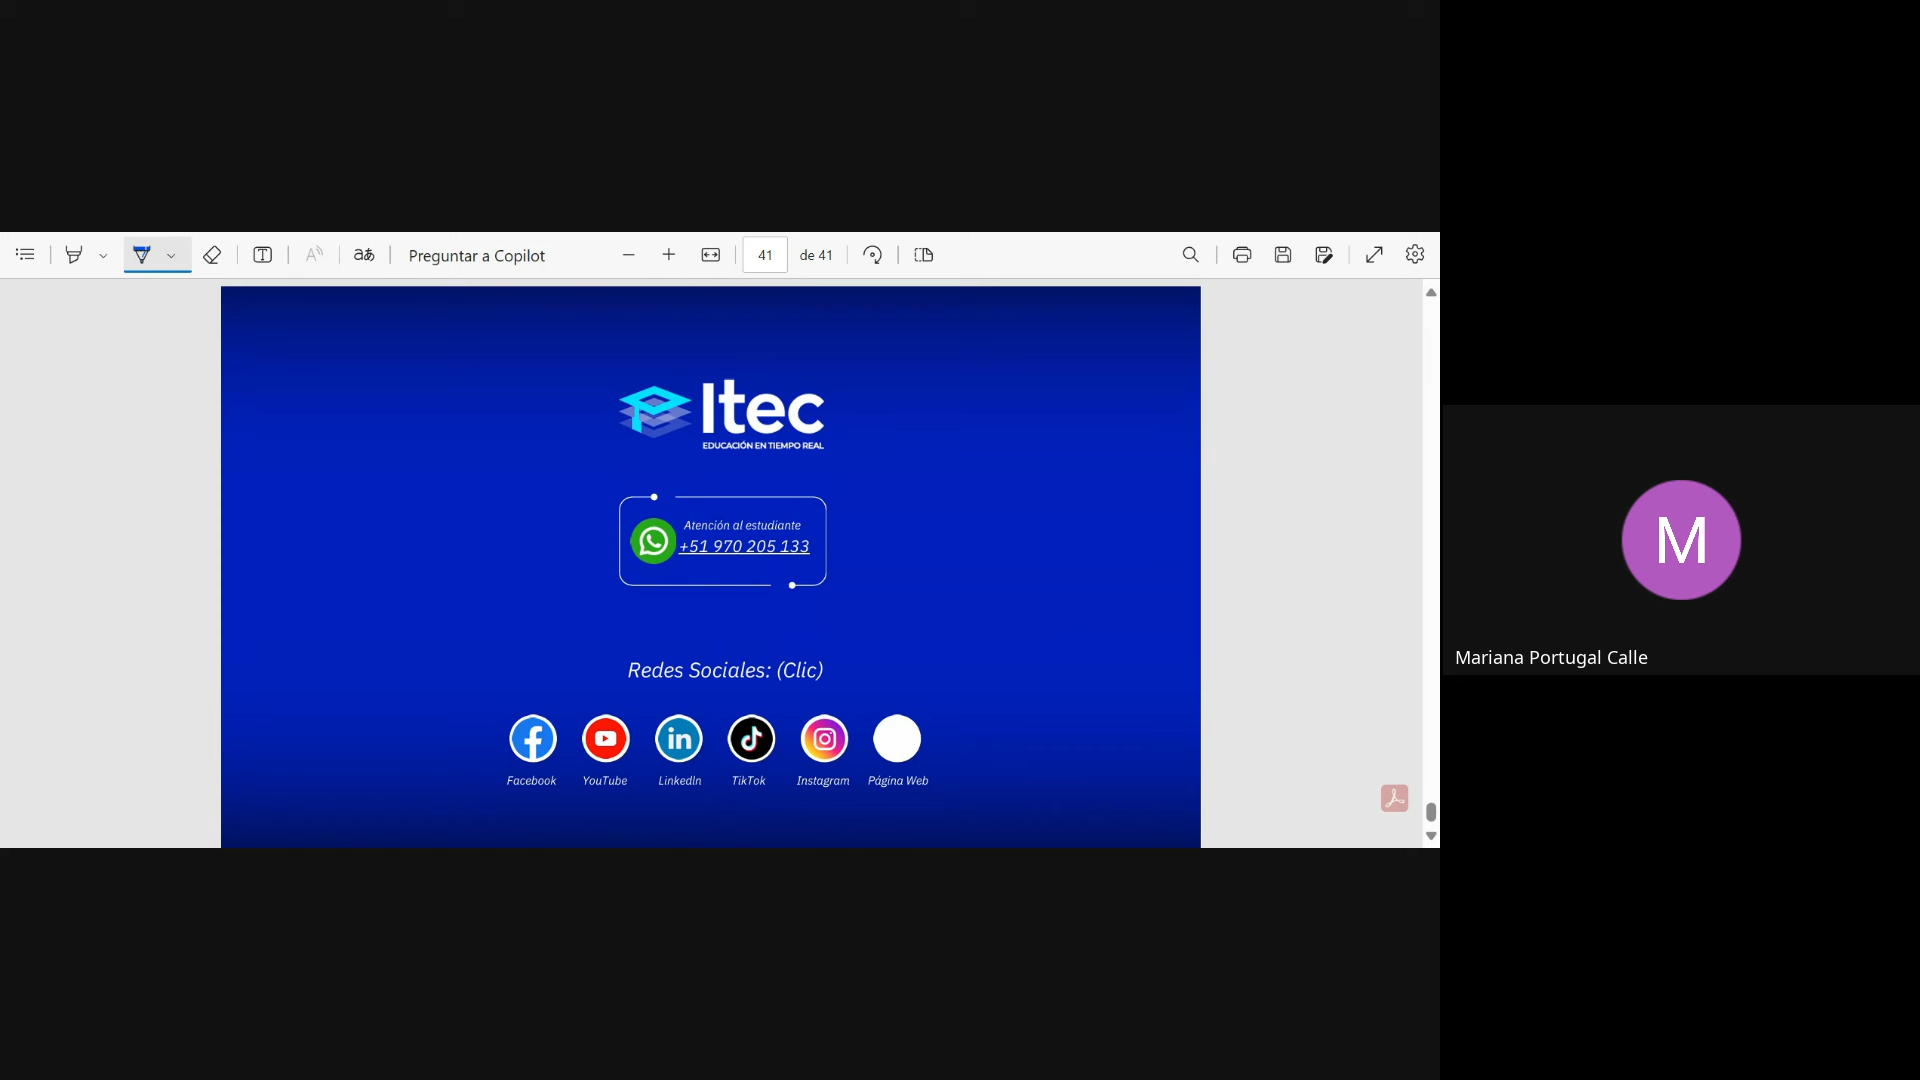 Preguntar a Copilot
41 de 41
Itec
EDUCACIÓN EN TIEMPO REAL
Atención al estudiante
+51 970 205 133
Redes Sociales: (Clic)
Facebook YouTube LinkedIn TikTok Instagram Página Web
M
Mariana Portugal Calle